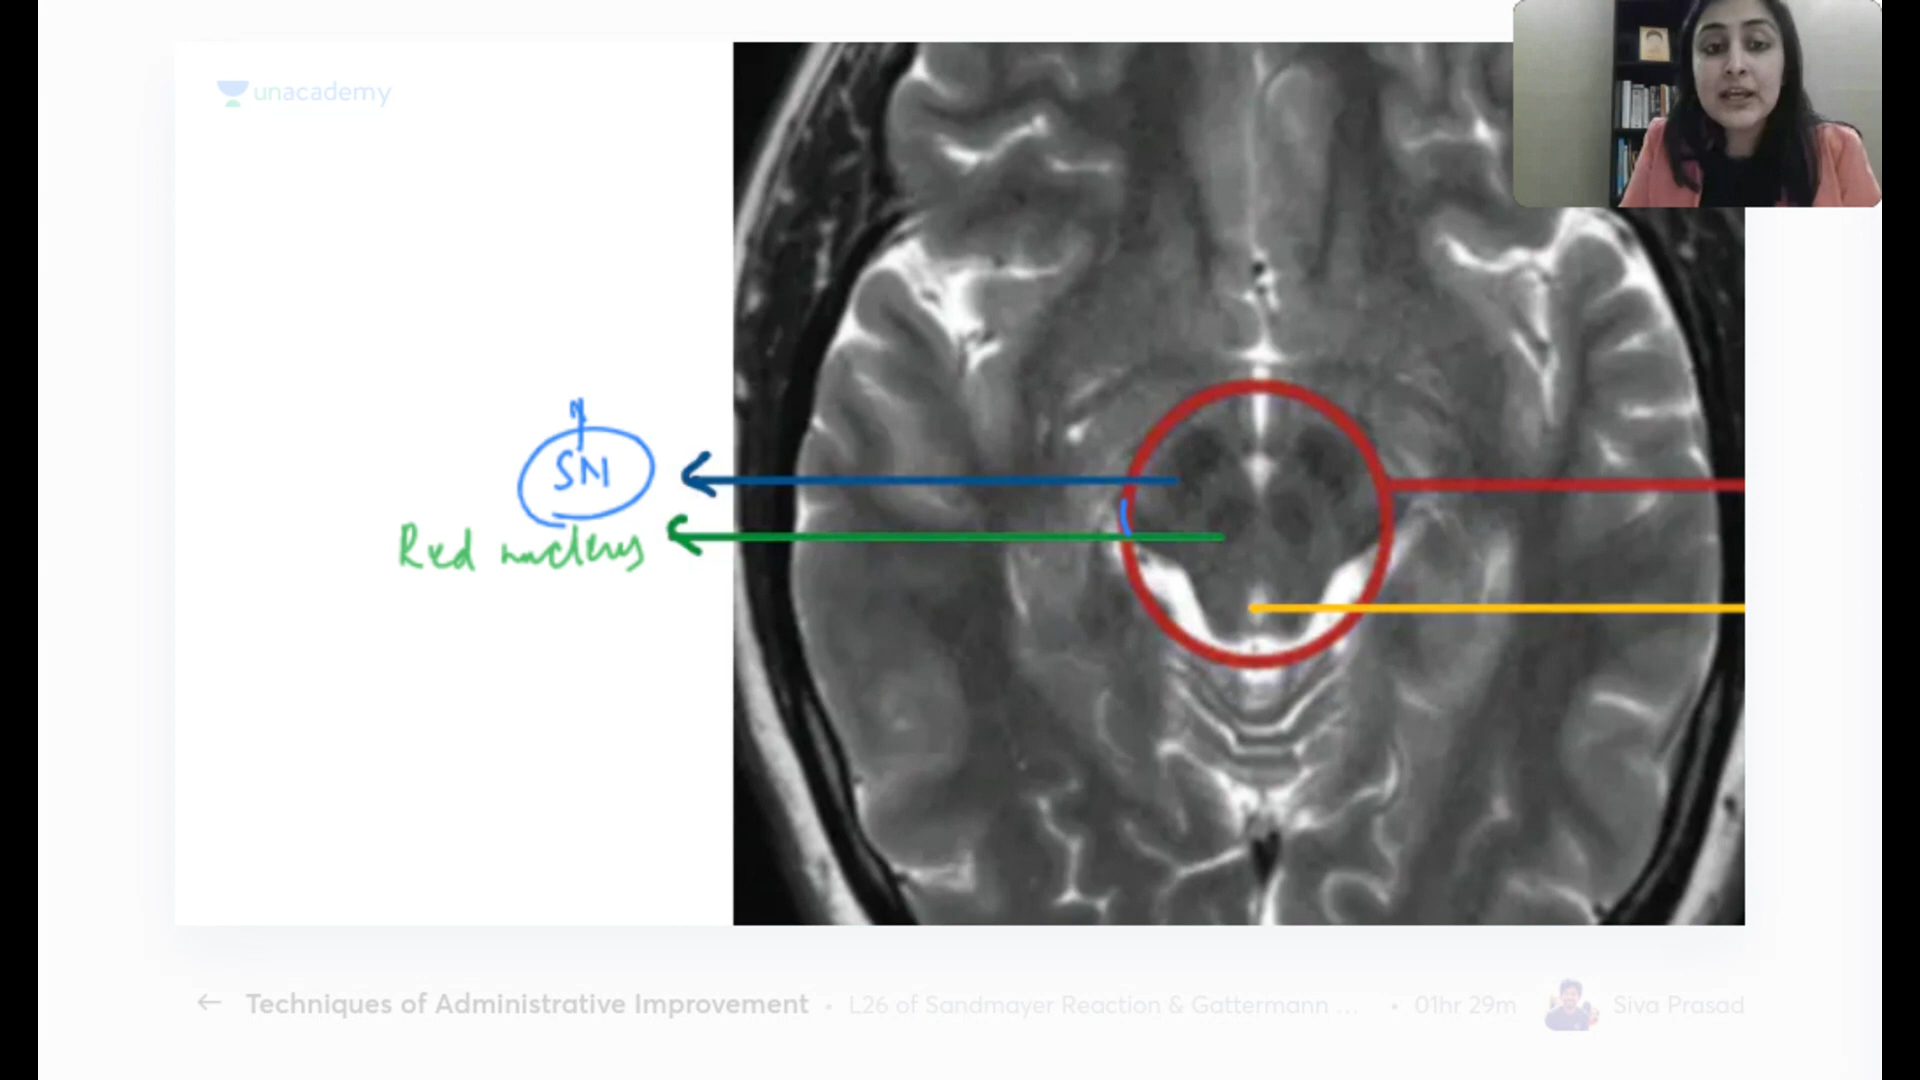 unacademy
SN
Red nucleus
Techniques of Administrative Improvement • L26 of Sandmayer Reaction & Gattermann ... • 01hr 29m Siva Prasad